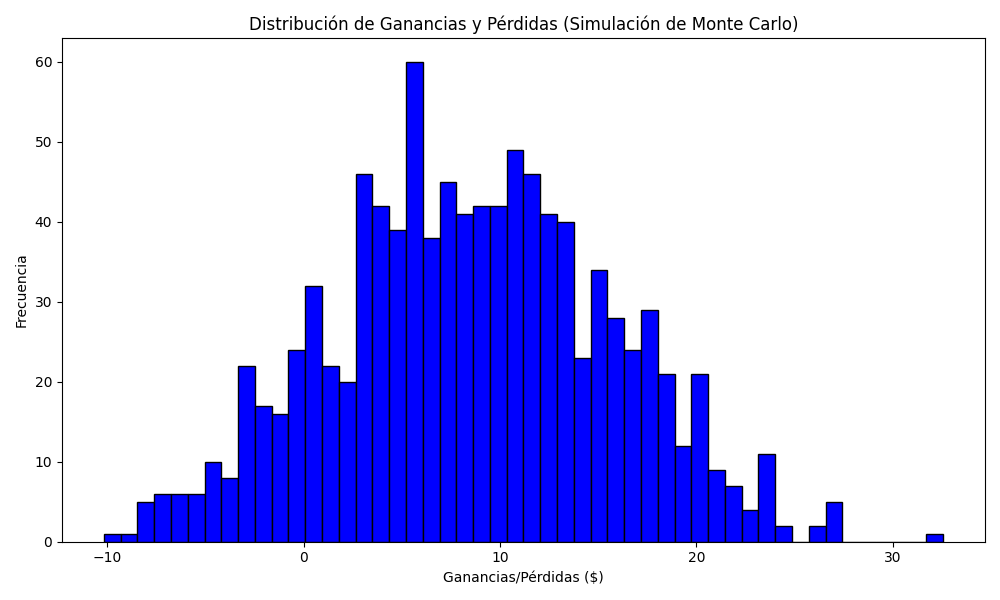 Distribución de Ganancias y Pérdidas (Simulación de Monte Carlo)
60
50
40
30
20
10
0
Frecuencia
−10 0 10 20 30
Ganancias/Pérdidas ($)